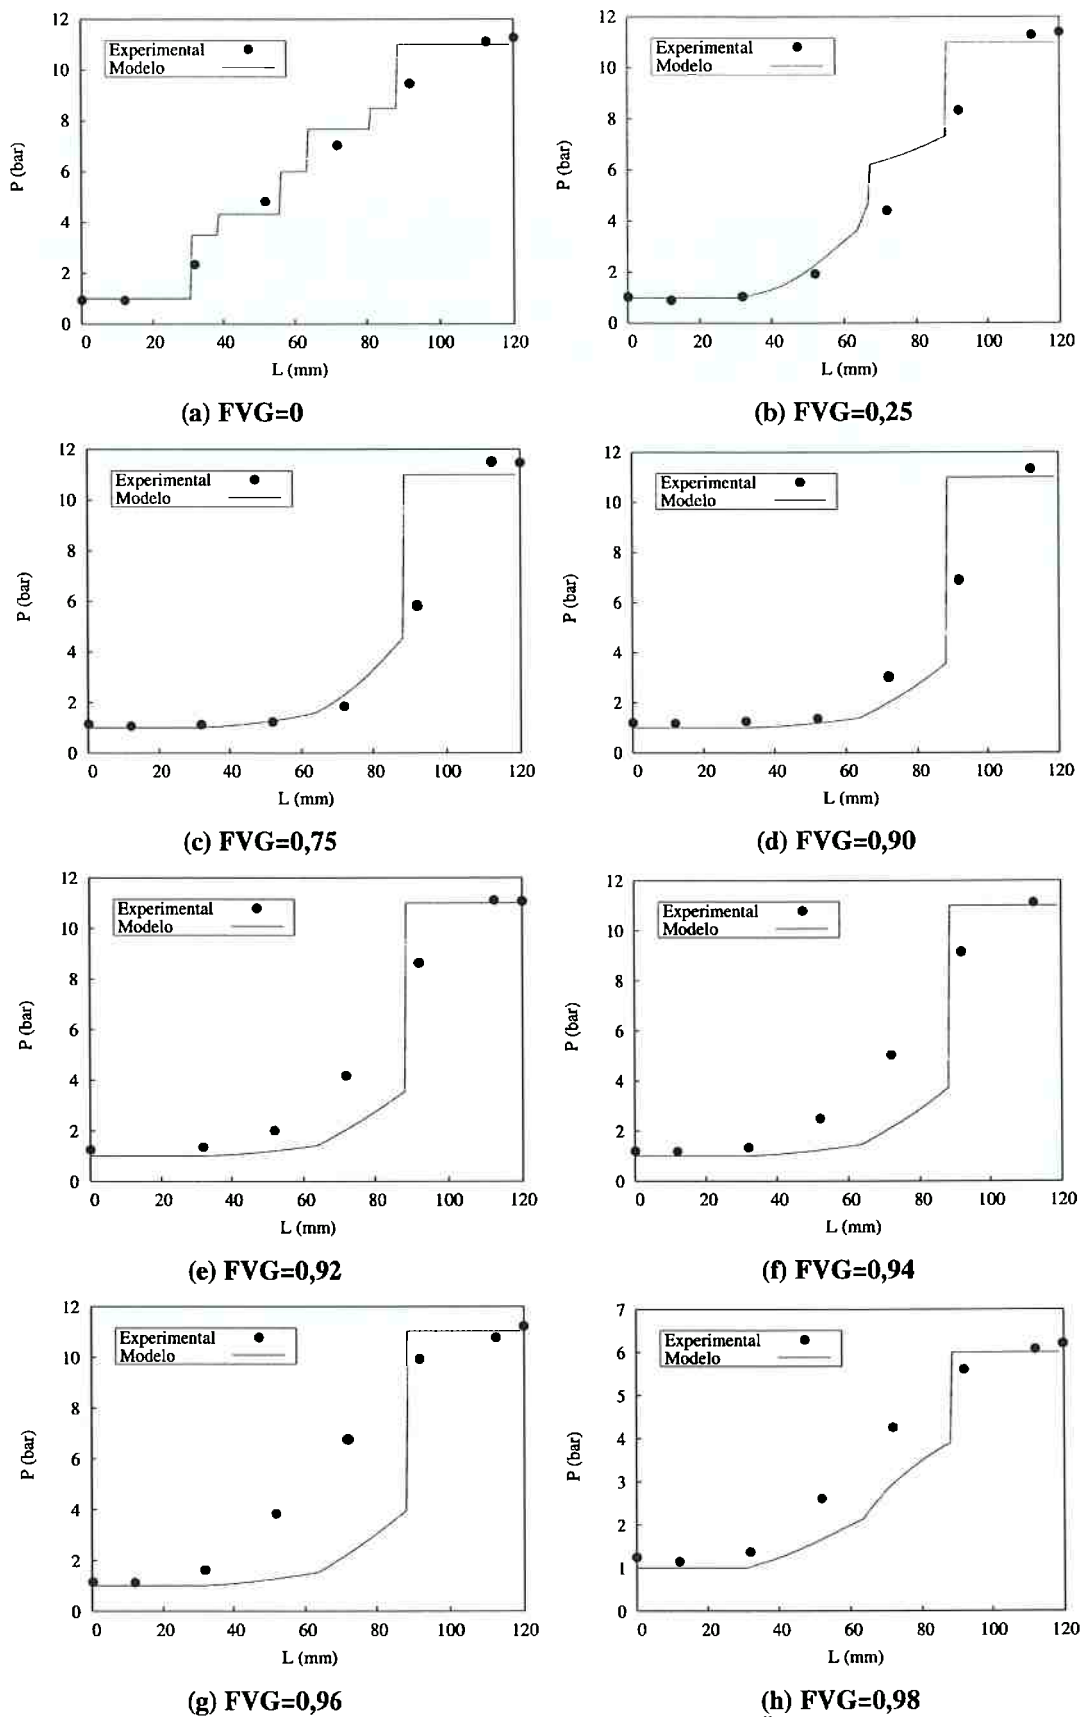 12
10
8
6
4
2
0
P (bar)
Experimental
Modelo
0 20 40 60 80 100 120
L (mm)
(a) FVG=0
12
10
8
6
4
2
0
P (bar)
Experimental
Modelo
0 20 40 60 80 100 120
L (mm)
(b) FVG=0,25
12
10
8
6
4
2
0
P (bar)
Experimental
Modelo
0 20 40 60 80 100 120
L (mm)
(c) FVG=0,75
12
10
8
6
4
2
0
P (bar)
Experimental
Modelo
0 20 40 60 80 100 120
L (mm)
(d) FVG=0,90
12
10
8
6
4
2
0
P (bar)
Experimental
Modelo
0 20 40 60 80 100 120
L (mm)
(e) FVG=0,92
12
10
8
6
4
2
0
P (bar)
Experimental
Modelo
0 20 40 60 80 100 120
L (mm)
(f) FVG=0,94
12
10
8
6
4
2
0
P (bar)
Experimental
Modelo
0 20 40 60 80 100 120
L (mm)
(g) FVG=0,96
7
6
5
4
3
2
1
0
P (bar)
Experimental
Modelo
0 20 40 60 80 100 120
L (mm)
(h) FVG=0,98